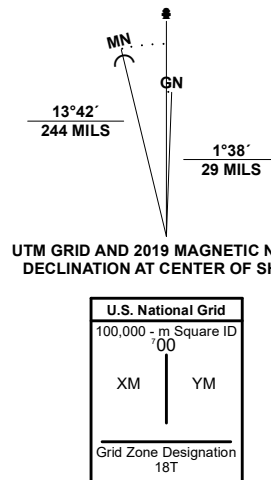 MN
GN
13°42´
244 MILS
1°38´
29 MILS
UTM GRID AND 2019 MAGNETIC N
DECLINATION AT CENTER OF SH
U.S. National Grid
100,000 - m Square ID
⁷00
XM YM
Grid Zone Designation
18T